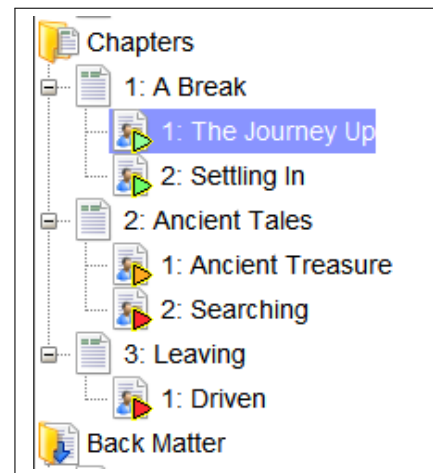 Chapters
1: A Break
1: The Journey Up
2: Settling In
2: Ancient Tales
1: Ancient Treasure
2: Searching
3: Leaving
1: Driven
Back Matter